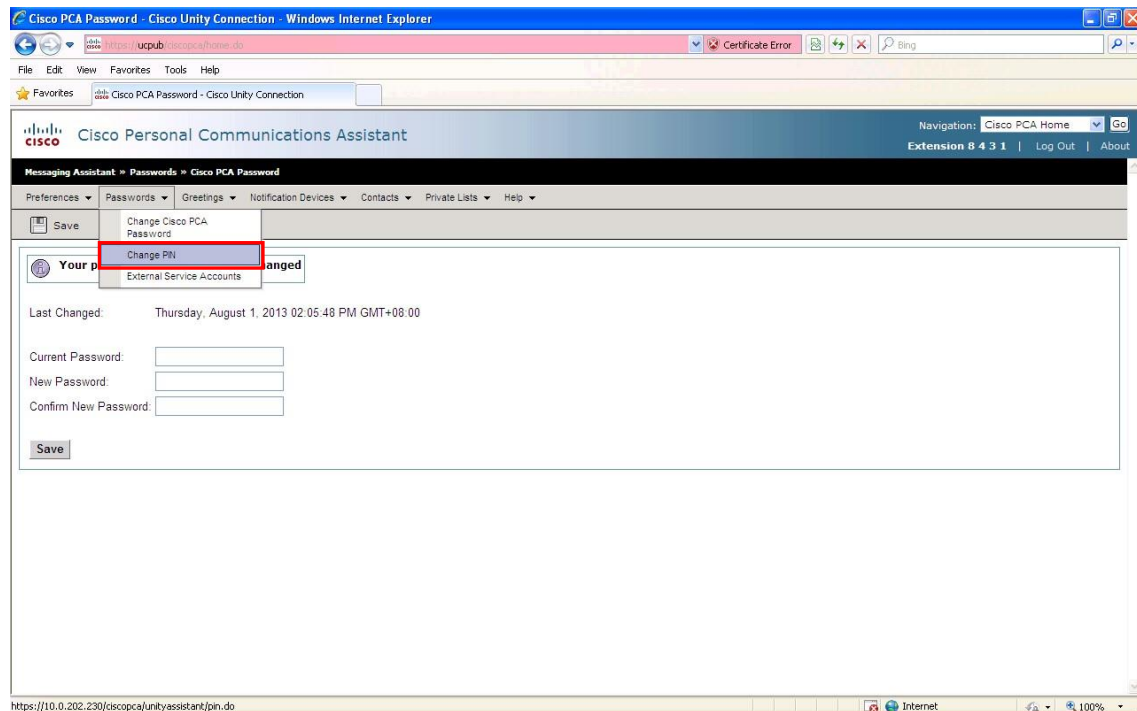 Cisco PCA Password - Cisco Unity Connection - Windows Internet Explorer
https://ucpub/ciscopca/home.do Certificate Error Bing
File Edit View Favorites Tools Help
Favorites Cisco PCA Password - Cisco Unity Connection
CISCO Cisco Personal Communications Assistant
Navigation: Cisco PCA Home Go
Extension 8 4 3 1 | Log Out | About
Messaging Assistant » Passwords » Cisco PCA Password
Preferences Passwords Greetings Notification Devices Contacts Private Lists Help
Save
Change Cisco PCA
Password
Change PIN
External Service Accounts
Your p anged
Last Changed: Thursday, August 1, 2013 02:05:48 PM GMT+08:00
Current Password:
New Password:
Confirm New Password:
Save
https://10.0.202.230/ciscopca/unityassistant/pin.do Internet 100%